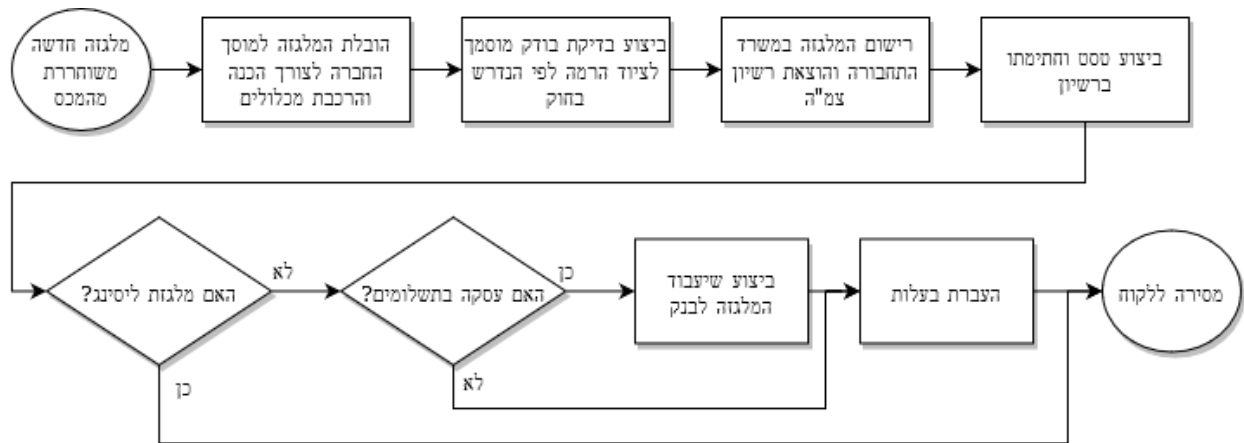 מלגזה חדשה
משוחררת
מהמכס
הובלת המלגזה למוסך
החברה לצורך הכנה
והרכבת מכלולים
ביצוע בדיקת בודק מוסמך
לציוד הרמה לפי הנדרש
בחוק
רישום המלגזה במשרד
התחבורה והוצאת רשיון
צמ"ה
ביצוע טסט וחתימתו
ברשיון
האם מלגזת ליסינג?
לא
כן
האם עסקה בתשלומים?
כן
לא
ביצוע שיעבוד
המלגזה לבנק
העברת בעלות
מסירה ללקוח